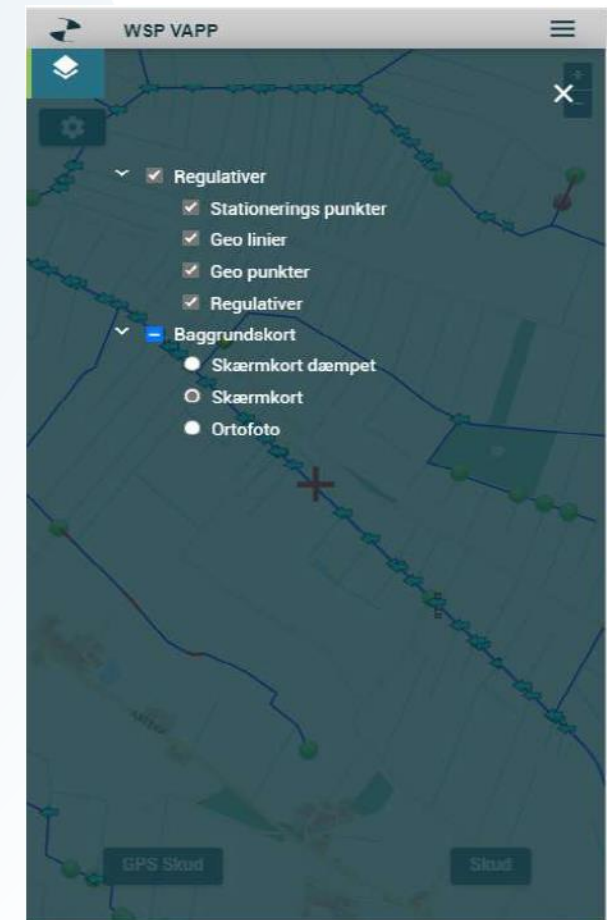 WSP VAPP
Regulativer
Stationerings punkter
Geo linier
Geo punkter
Regulativer
Baggrundskort
Skærmkort dæmpet
Skærmkort
Ortofoto
GPS Skud
Skud